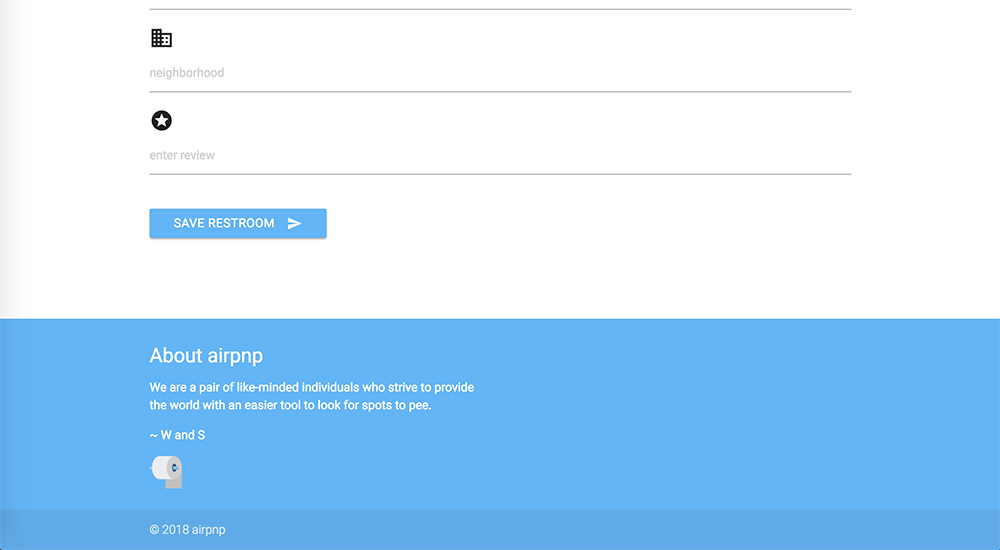 neighborhood
enter review
SAVE RESTROOM
About airpnp
We are a pair of like-minded individuals who strive to provide
the world with an easier tool to look for spots to pee.
~ W and S
© 2018 airpnp